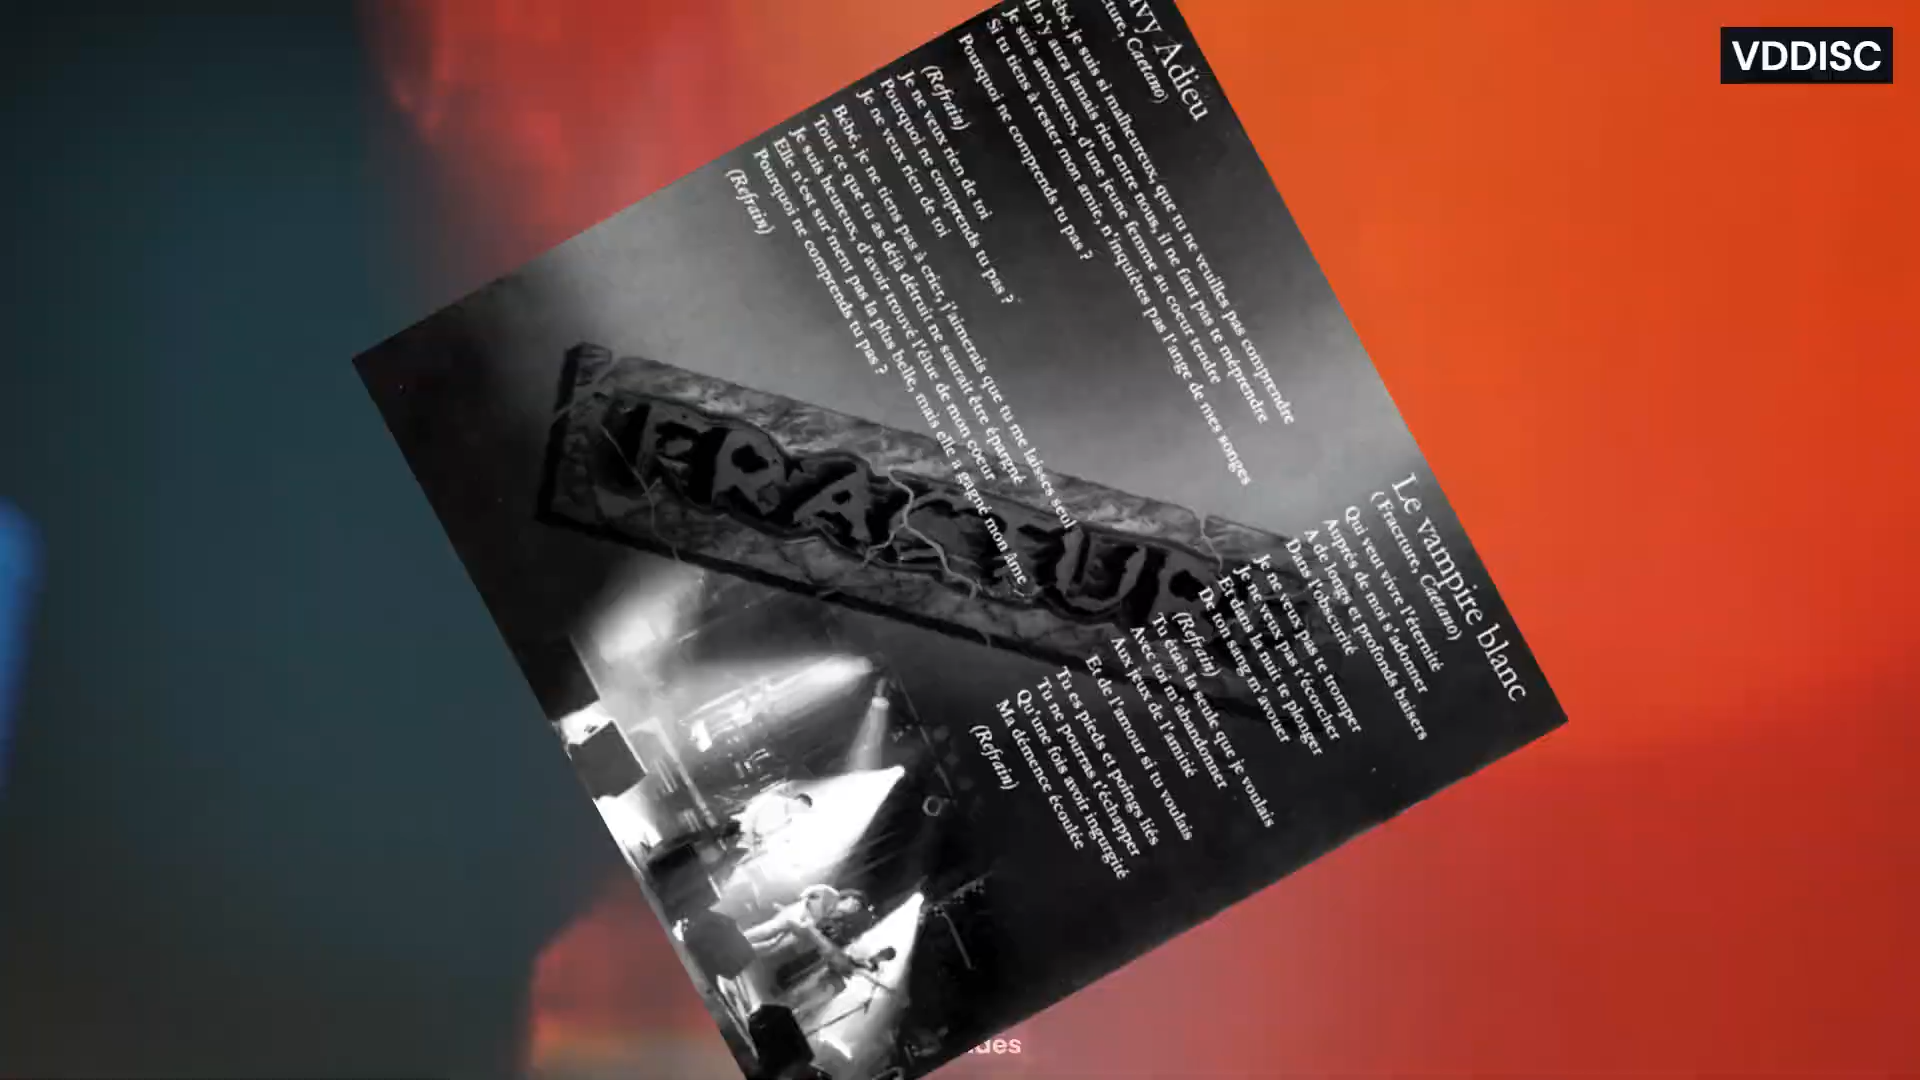 VDDISC
vy Adieu
ture, Caetano)
ébé, je suis si malheureux, que tu ne veuilles pas comprendre
Il n'y aura jamais rien entre nous, il ne faut pas te méprendre
Je suis amoureux, d'une jeune femme au coeur tendre
Si tu tiens à rester mon amie, n'inquiètes pas l'ange de mes songes
Pourquoi ne comprends tu pas ?
(Refrain)
Je ne veux rien de toi
Pourquoi ne comprends tu pas ?
Je ne veux rien de toi
Bébé, je ne tiens pas à crier, j'aimerais que tu me laisses seul
Tout ce que tu as déjà détruit ne saurait être épargné
Je suis heureux, d'avoir trouvé l'élue de mon coeur
Elle n'est sur'ment pas la plus belle, mais elle a gagné mon âme
Pourquoi ne comprends tu pas ?
(Refrain)
FRACTUR
Le vampire blanc
(Fracture, Caetano)
Qui veut vivre l'éternité
Auprès de moi s'adonner
A de longs et profonds baisers
Dans l'obscurité
Je ne veux pas te tromper
Je ne veux pas t'écorcher
Et dans la nuit te plonger
De ton sang m'avoier
(Refrain)
Tu étais la seule que je voulais
Avec toi m'abandonner
Aux jeux de l'amitié
Et de l'amour si tu voulais
Tu es pieds et poings liés
Tu ne pourras t'échapper
Qu'une fois avoir ingurgité
Ma démence écoulée
(Refrain)
des